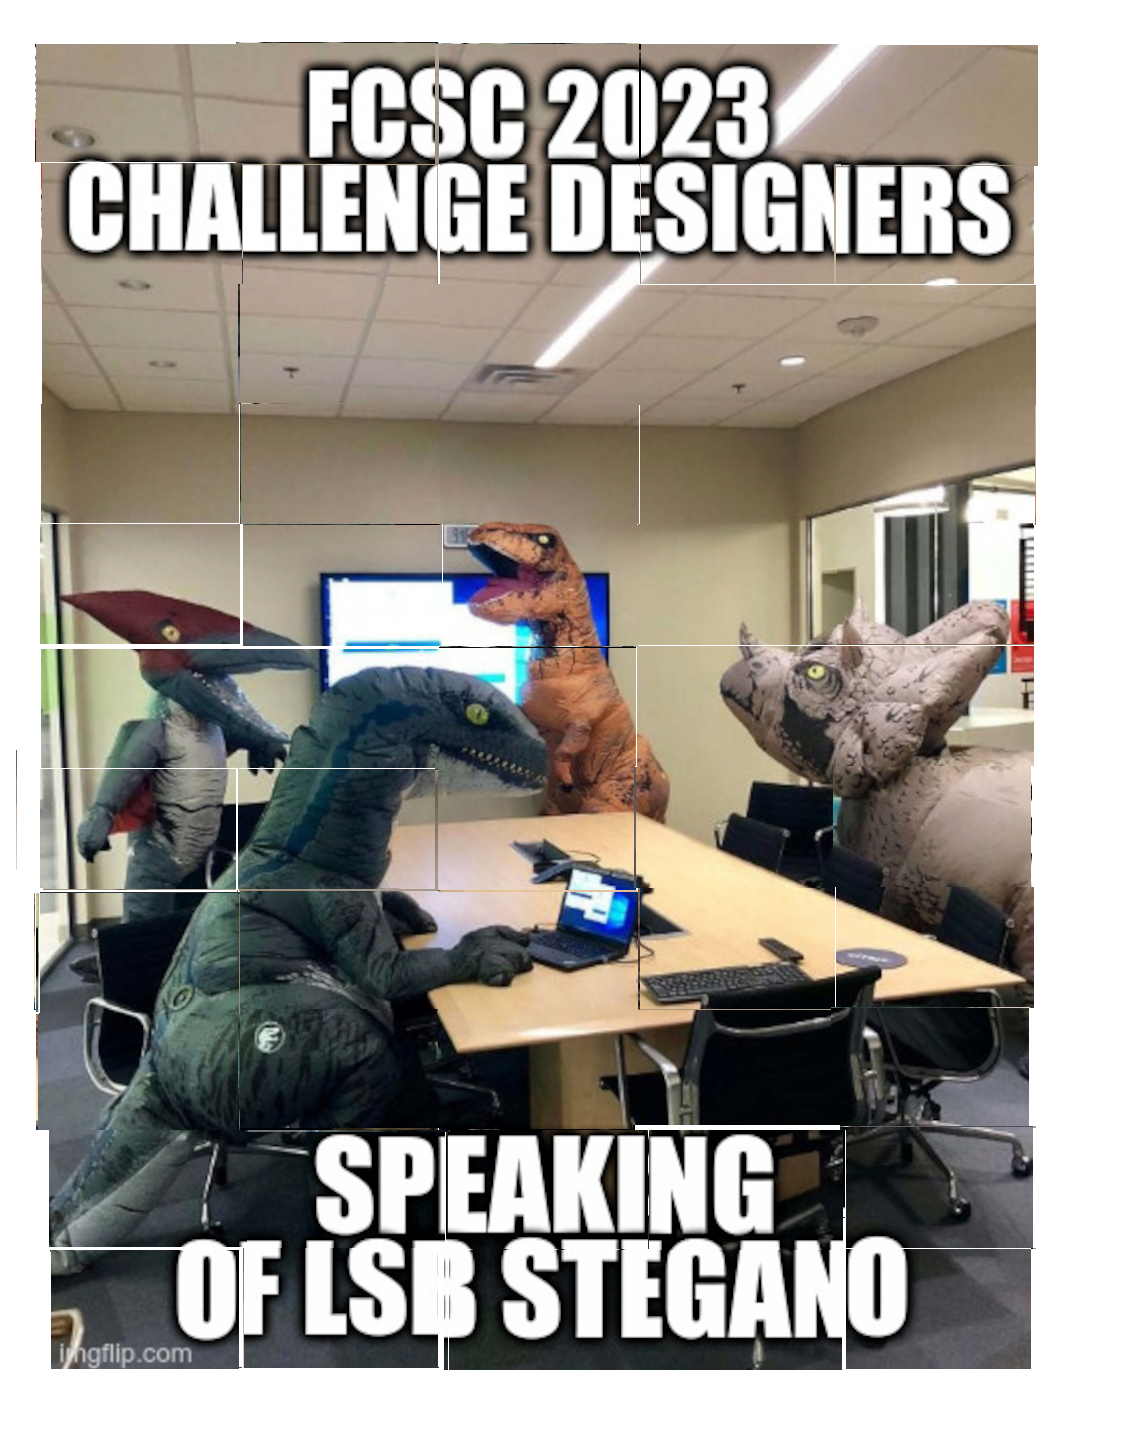 FCSC 2023
CHALLENGE DESIGNERS
SPEAKING
OF LSB STEGANO
imgflip.com